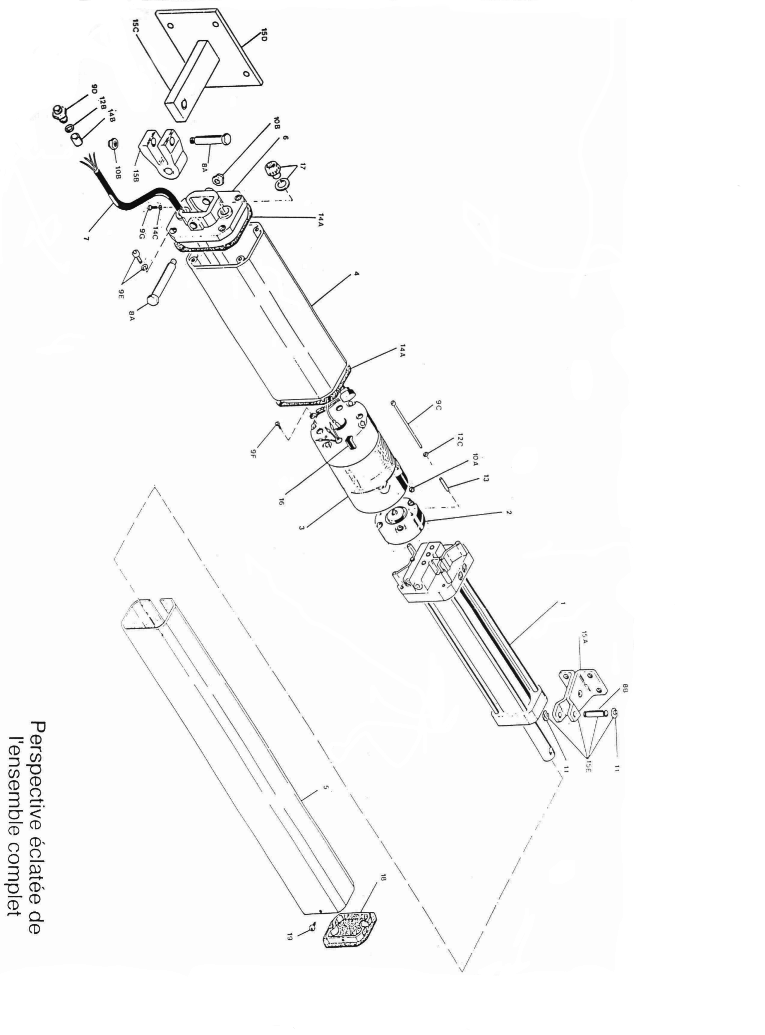 15D
15C
9D
12B
14B
10B
15B
8A
10B
6
17
14A
7
9G
14C
9E
8A
4
14A
9F
16
3
9C
12C
10A
13
2
1
15A
8B
11
15E
11
5
18
19
Perspective éclatée de
l'ensemble complet